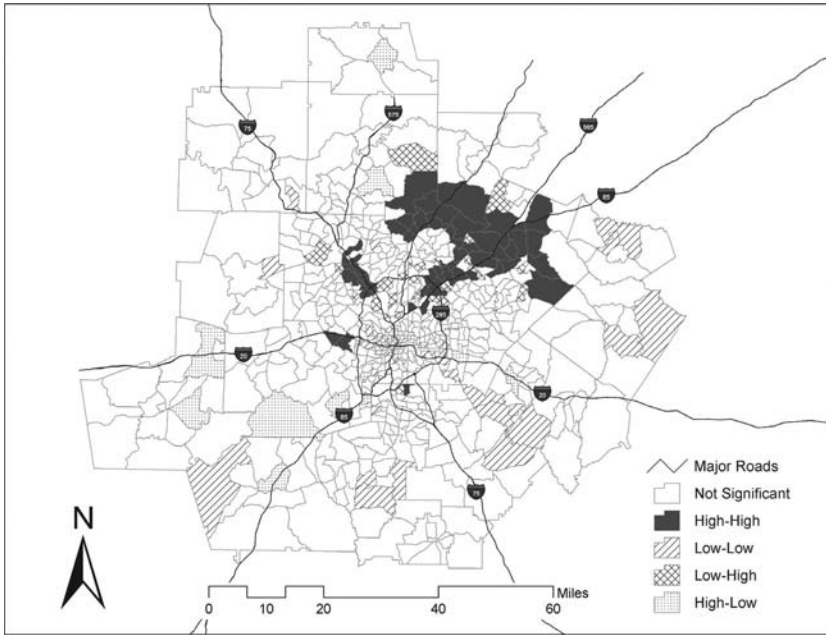 575
75
985
85
285
20
20
85
75
Major Roads
Not Significant
High-High
Low-Low
Low-High
High-Low
N
Miles
0 10 20 40 60